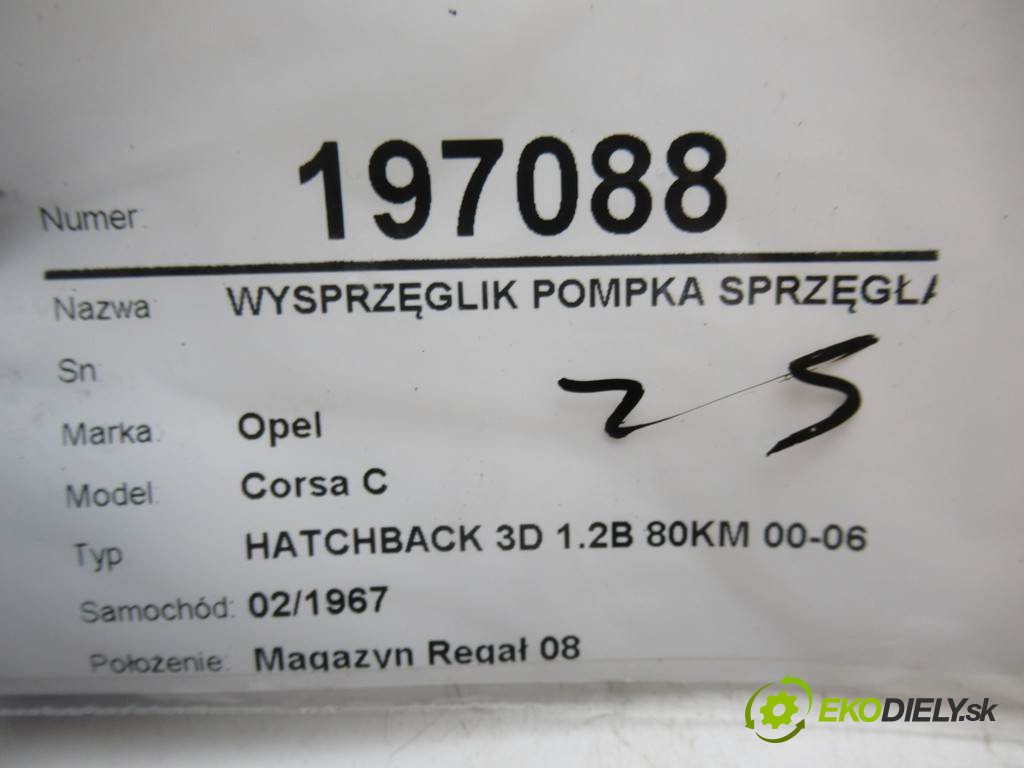 Numer: 197088
Nazwa: WYSPRZĘGLIK POMPKA SPRZĘGŁA
Sn
25
Marka: Opel
Model: Corsa C
Typ HATCHBACK 3D 1.2B 80KM 00-06
Samochód: 02/1967
Położenie: Magazyn Regał 08
EKODIELY.sk